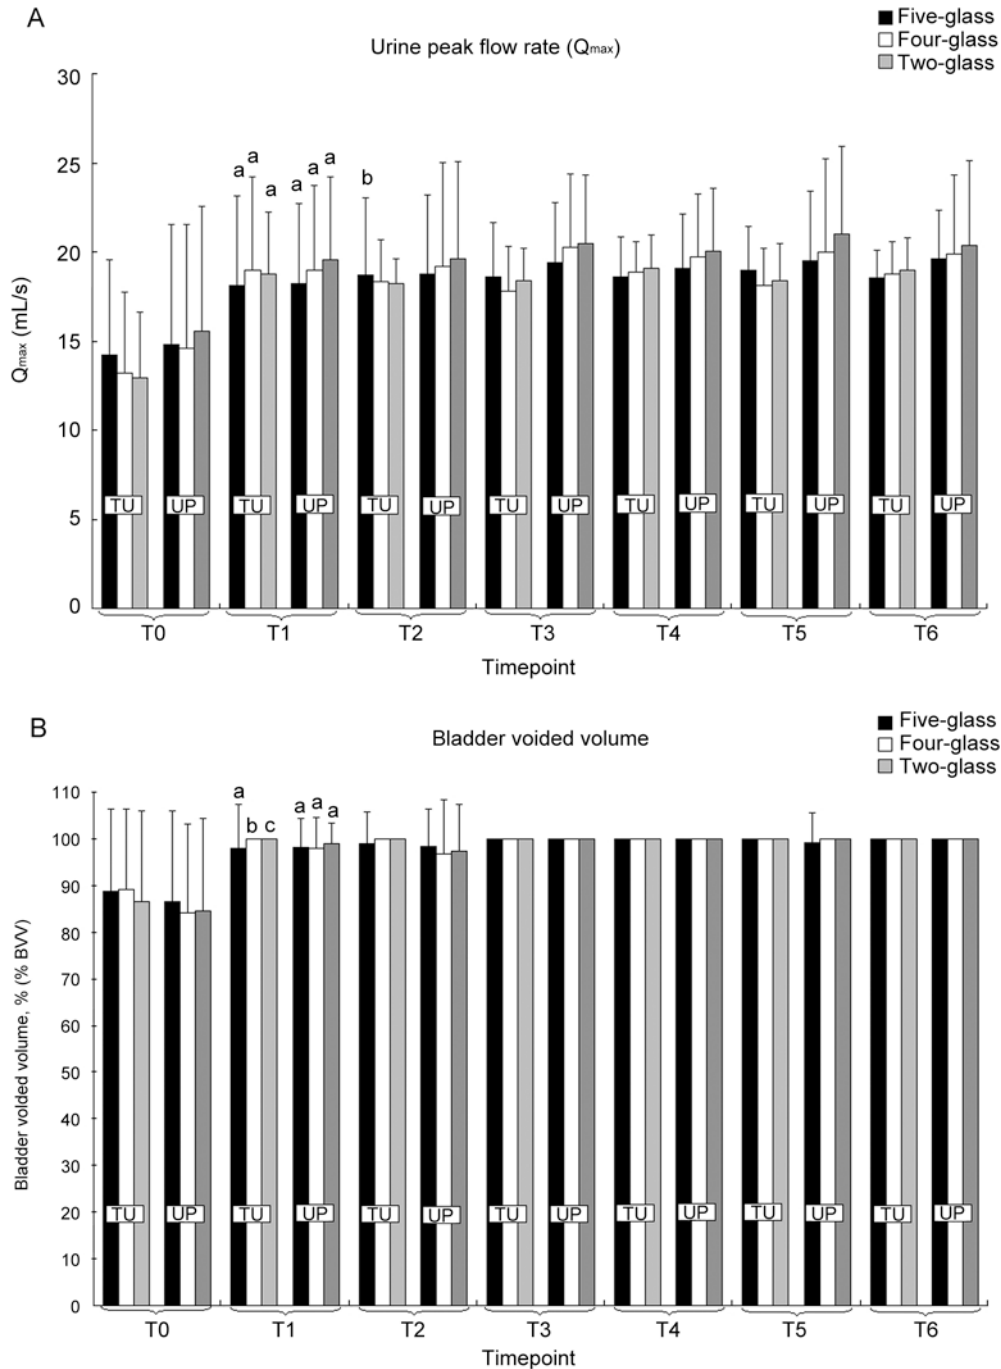 A
Urine peak flow rate (Qmax)
Five-glass
Four-glass
Two-glass
30
25
20
15
10
5
0
Qmax (mL/s)
a a a a a a b
TU UP TU UP TU UP TU UP TU UP TU UP TU UP
T0 T1 T2 T3 T4 T5 T6
Timepoint
B
Bladder voided volume
Five-glass
Four-glass
Two-glass
110
100
90
80
70
60
50
40
30
20
10
0
Bladder volded volume, % (% BVV)
a b c a a a
TU UP TU UP TU UP TU UP TU UP TU UP TU UP
T0 T1 T2 T3 T4 T5 T6
Timepoint